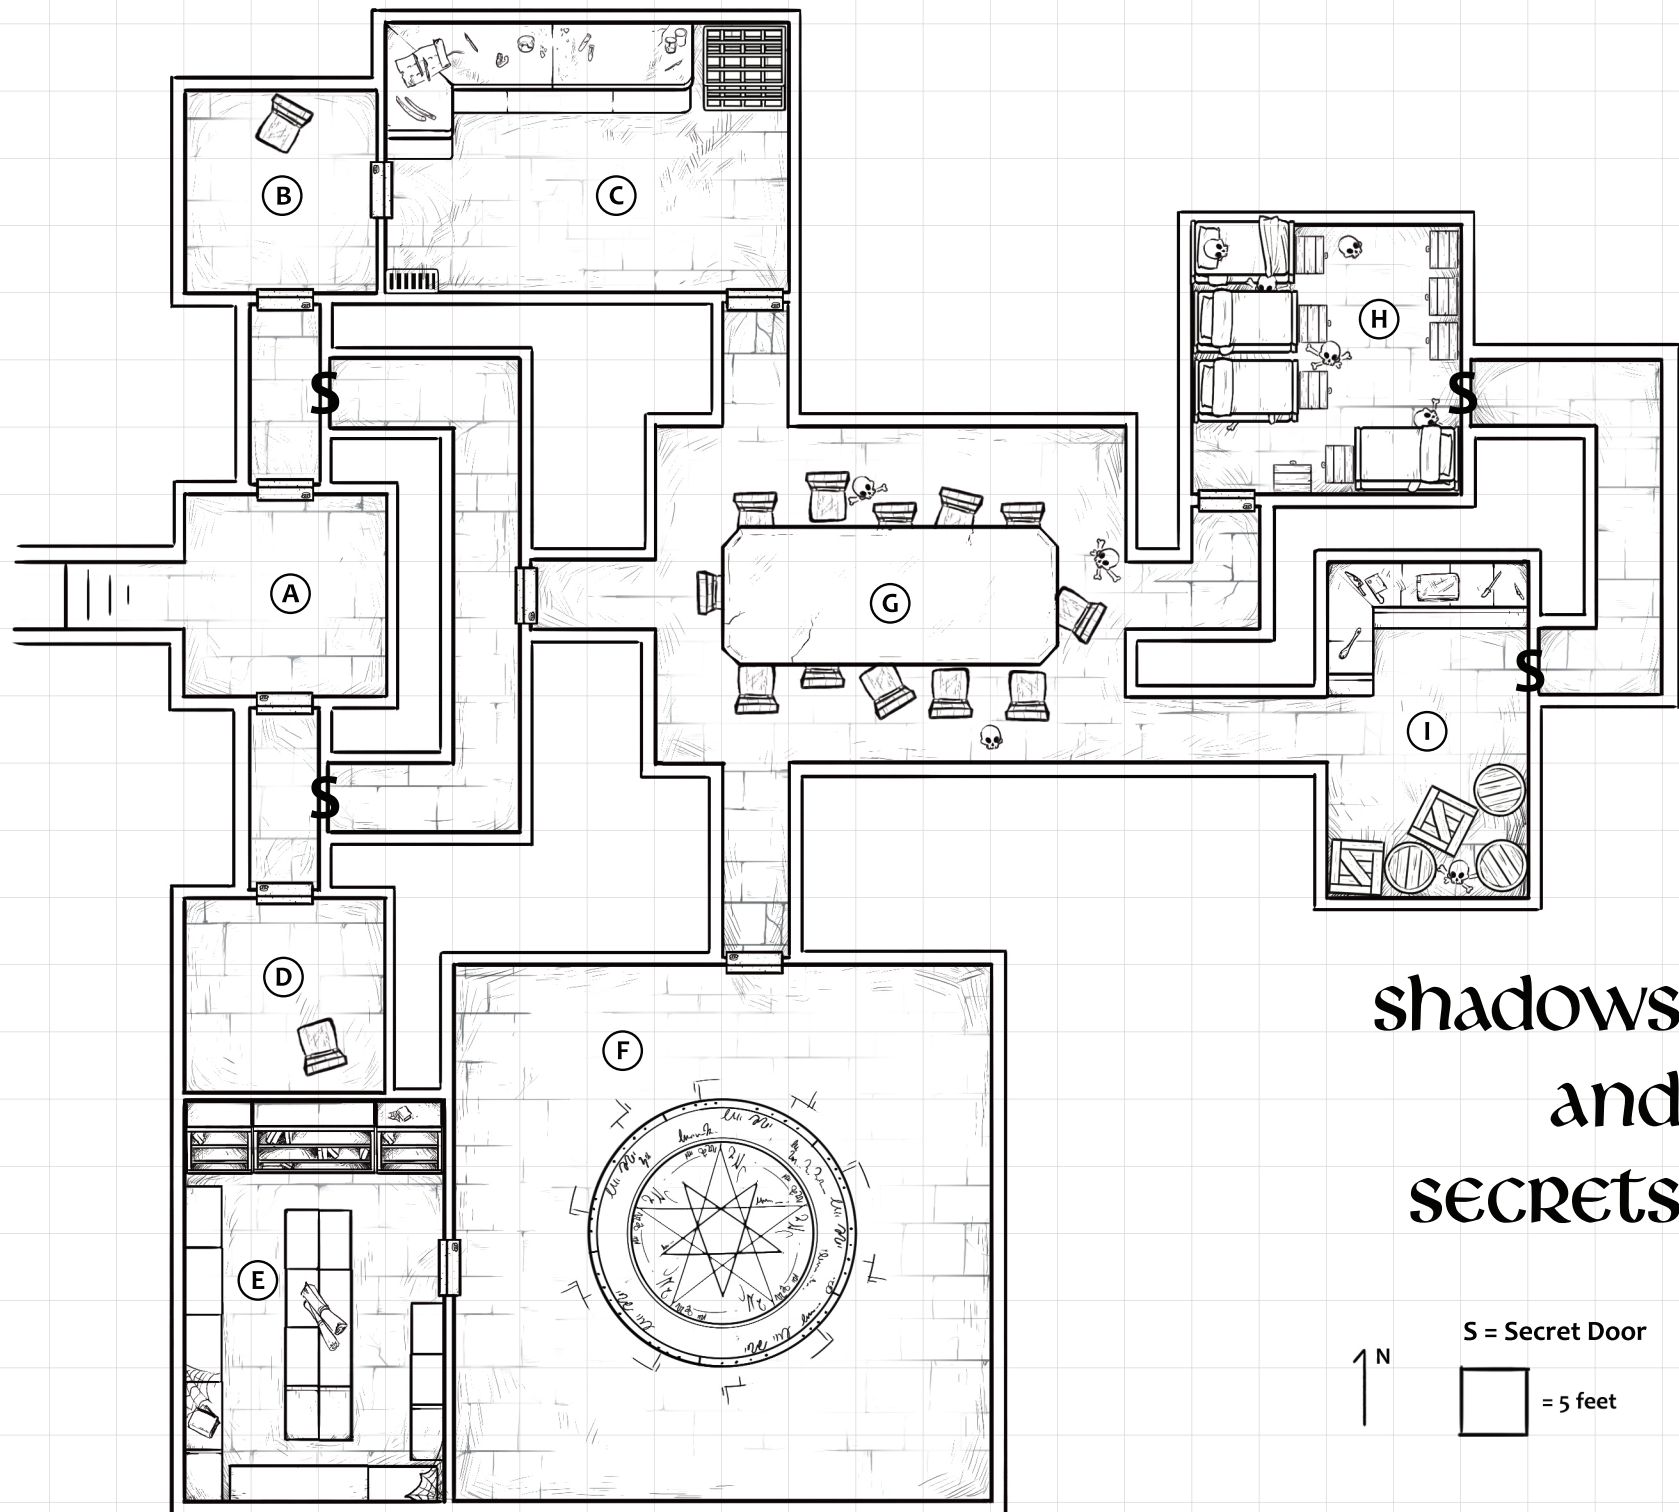 B
C
H
S
S
A
G
S
I
S
D
F
E
shadows
and
secrets
S = Secret Door
N
= 5 feet